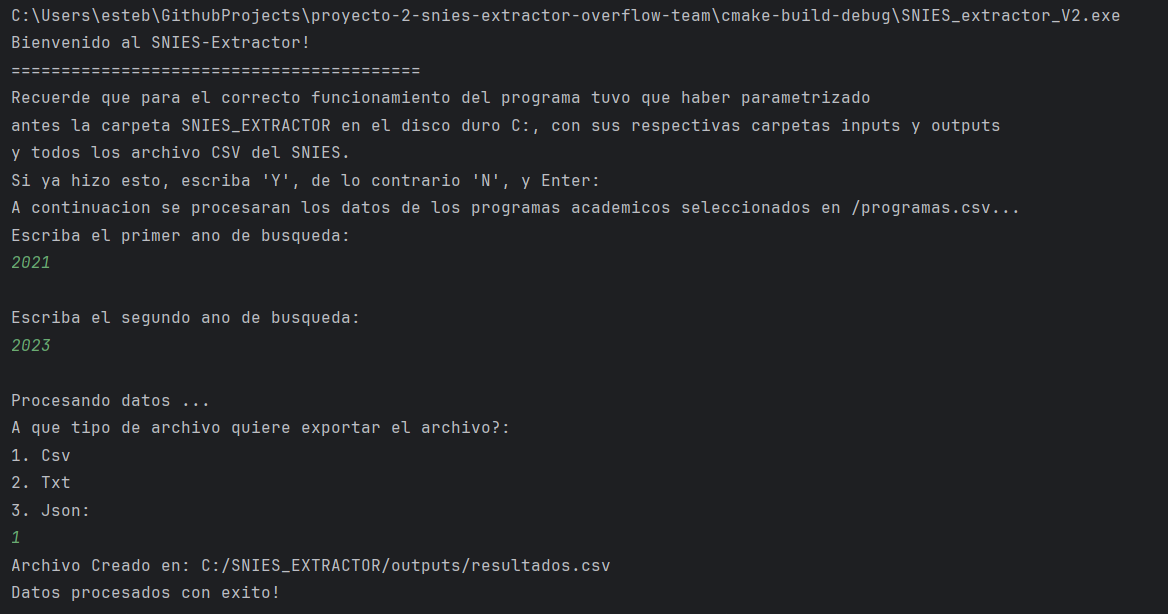 C:\Users\esteb\GithubProjects\proyecto-2-snies-extractor-overflow-team\cmake-build-debug\SNIES_extractor_V2.exe
Bienvenido al SNIES-Extractor!
=========================================
Recuerde que para el correcto funcionamiento del programa tuvo que haber parametrizado
antes la carpeta SNIES_EXTRACTOR en el disco duro C:, con sus respectivas carpetas inputs y outputs
y todos los archivo CSV del SNIES.
Si ya hizo esto, escriba 'Y', de lo contrario 'N', y Enter:
A continuacion se procesaran los datos de los programas academicos seleccionados en /programas.csv...
Escriba el primer ano de busqueda:
2021
Escriba el segundo ano de busqueda:
2023
Procesando datos ...
A que tipo de archivo quiere exportar el archivo?:
1. Csv
2. Txt
3. Json:
1
Archivo Creado en: C:/SNIES_EXTRACTOR/outputs/resultados.csv
Datos procesados con exito!